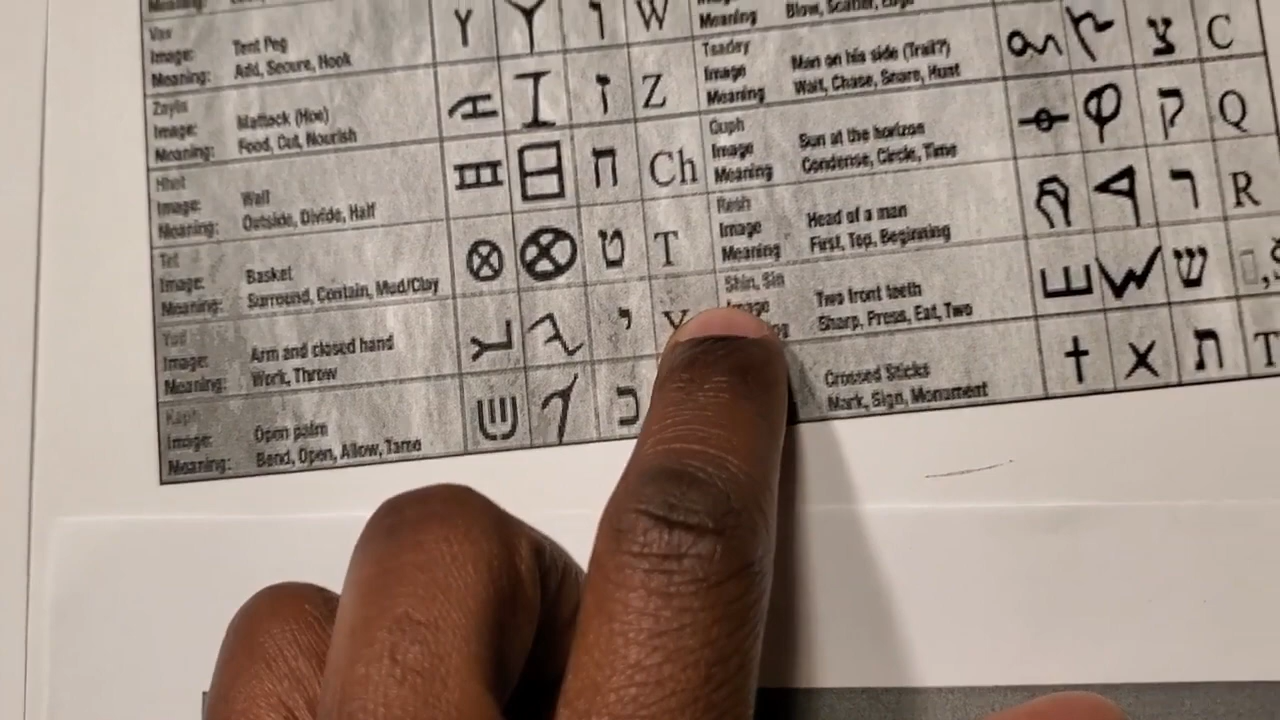 Meaning:
Vav
Image: Tent Peg
Meaning: Add, Secure, Hook
ו W
Zayin
Image: Mattock (Hoe)
Meaning: Food, Cut, Nourish
ז Z
Hhet
Image: Wall
Meaning: Outside, Divide, Half
ח Ch
Tet
Image: Basket
Meaning: Surround, Contain, Mud/Clay
ט T
Yud
Image: Arm and closed hand
Meaning: Work, Throw
י Y
Kaph
Image: Open palm
Meaning: Bend, Open, Allow, Tame
כ
Meaning Blow, Scatter, Edge
Tsadey
Image Man on his side (Trail?)
Meaning Wait, Chase, Snare, Hunt
צ C
Quph
Image Sun at the horizon
Meaning Condense, Circle, Time
ק Q
Resh
Image Head of a man
Meaning First, Top, Beginning
ר R
Shin, Sin
Image Two front teeth
Sharp, Press, Eat, Two
ש
Crossed Sticks
Mark, Sign, Monument
ת T